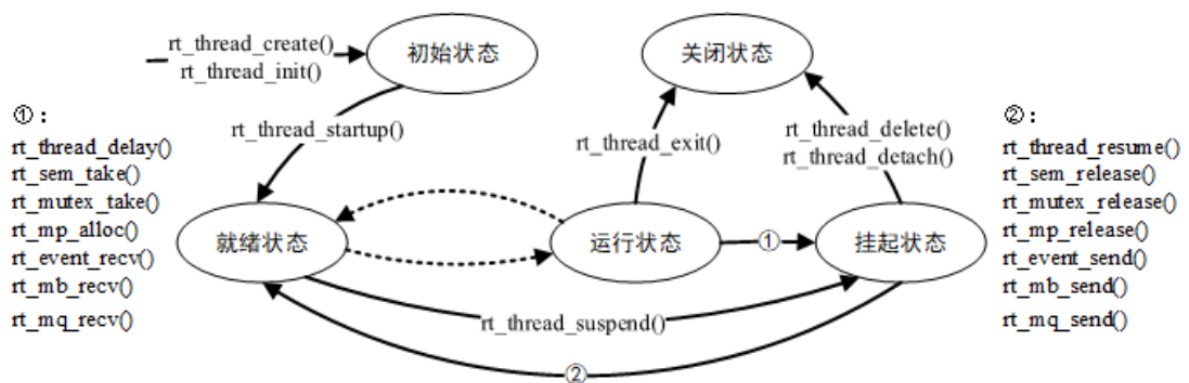 rt_thread_create()
rt_thread_init()
初始状态
关闭状态
①:
rt_thread_delay()
rt_sem_take()
rt_mutex_take()
rt_mp_alloc()
rt_event_recv()
rt_mb_recv()
rt_mq_recv()
rt_thread_startup()
rt_thread_exit()
rt_thread_delete()
rt_thread_detach()
②:
rt_thread_resume()
rt_sem_release()
rt_mutex_release()
rt_mp_release()
rt_event_send()
rt_mb_send()
rt_mq_send()
就绪状态
运行状态
①
挂起状态
rt_thread_suspend()
②